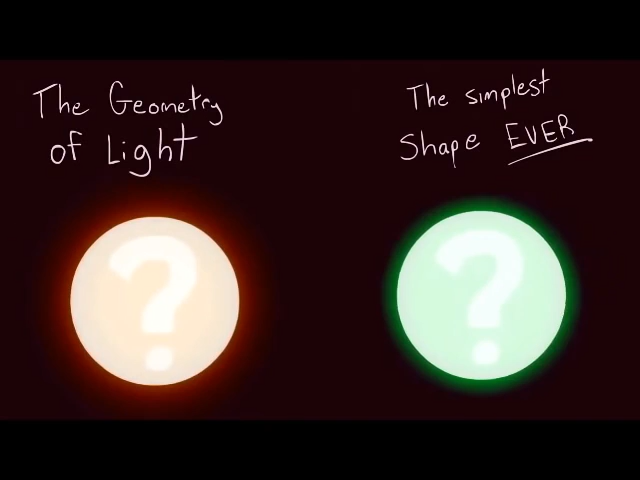 The Geometry
of Light
The simplest
Shape EVER
?
?